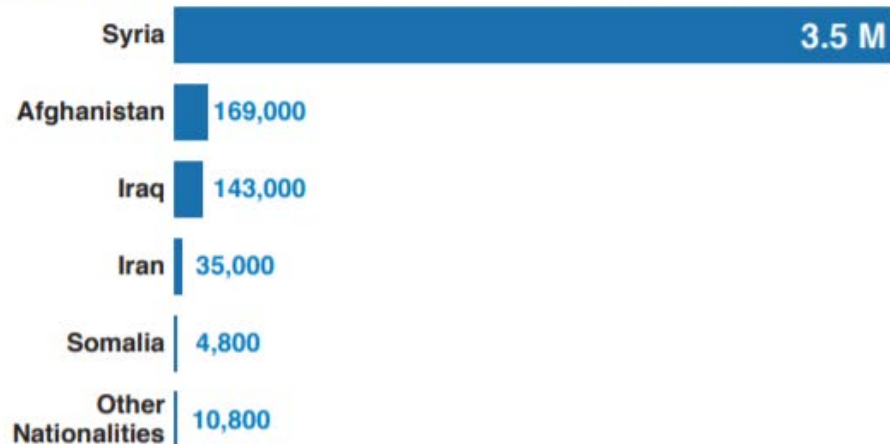 Syria 3.5 M
Afghanistan 169,000
Iraq 143,000
Iran 35,000
Somalia 4,800
Other
Nationalities 10,800